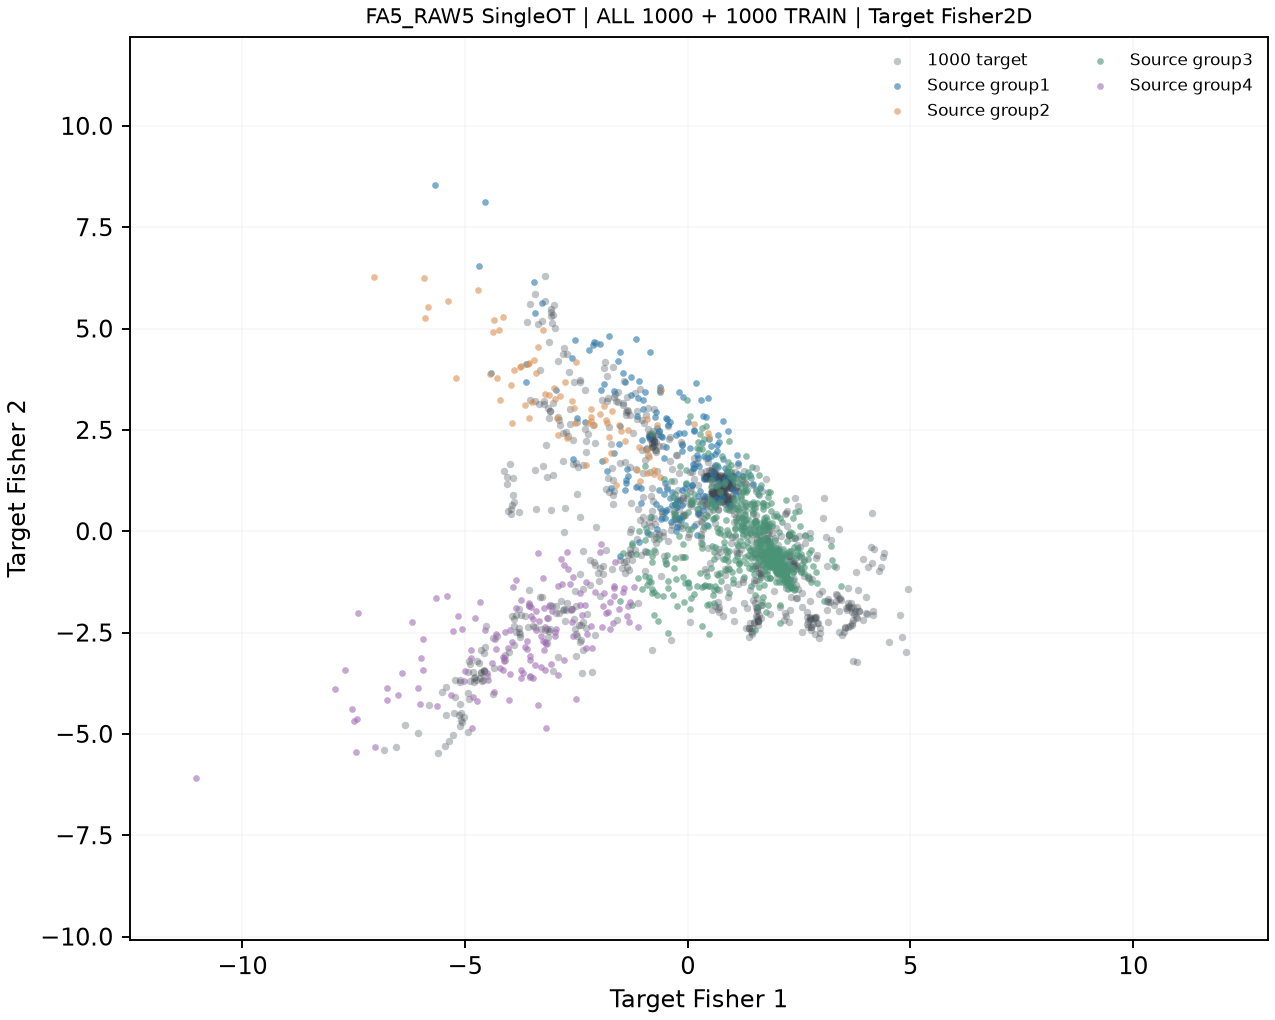 FA5_RAW5 SingleOT | ALL 1000 + 1000 TRAIN | Target Fisher2D
1000 target
Source group1
Source group2
Source group3
Source group4
10.0
7.5
5.0
2.5
0.0
−2.5
−5.0
−7.5
−10.0
Target Fisher 2
−10
−5
0
5
10
Target Fisher 1